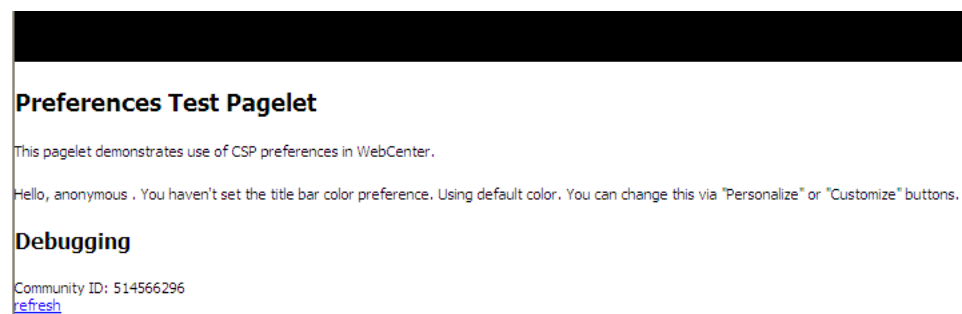 Preferences Test Pagelet
This pagelet demonstrates use of CSP preferences in WebCenter.
Hello, anonymous . You haven't set the title bar color preference. Using default color. You can change this via "Personalize" or "Customize" buttons.
Debugging
Community ID: 514566296
refresh